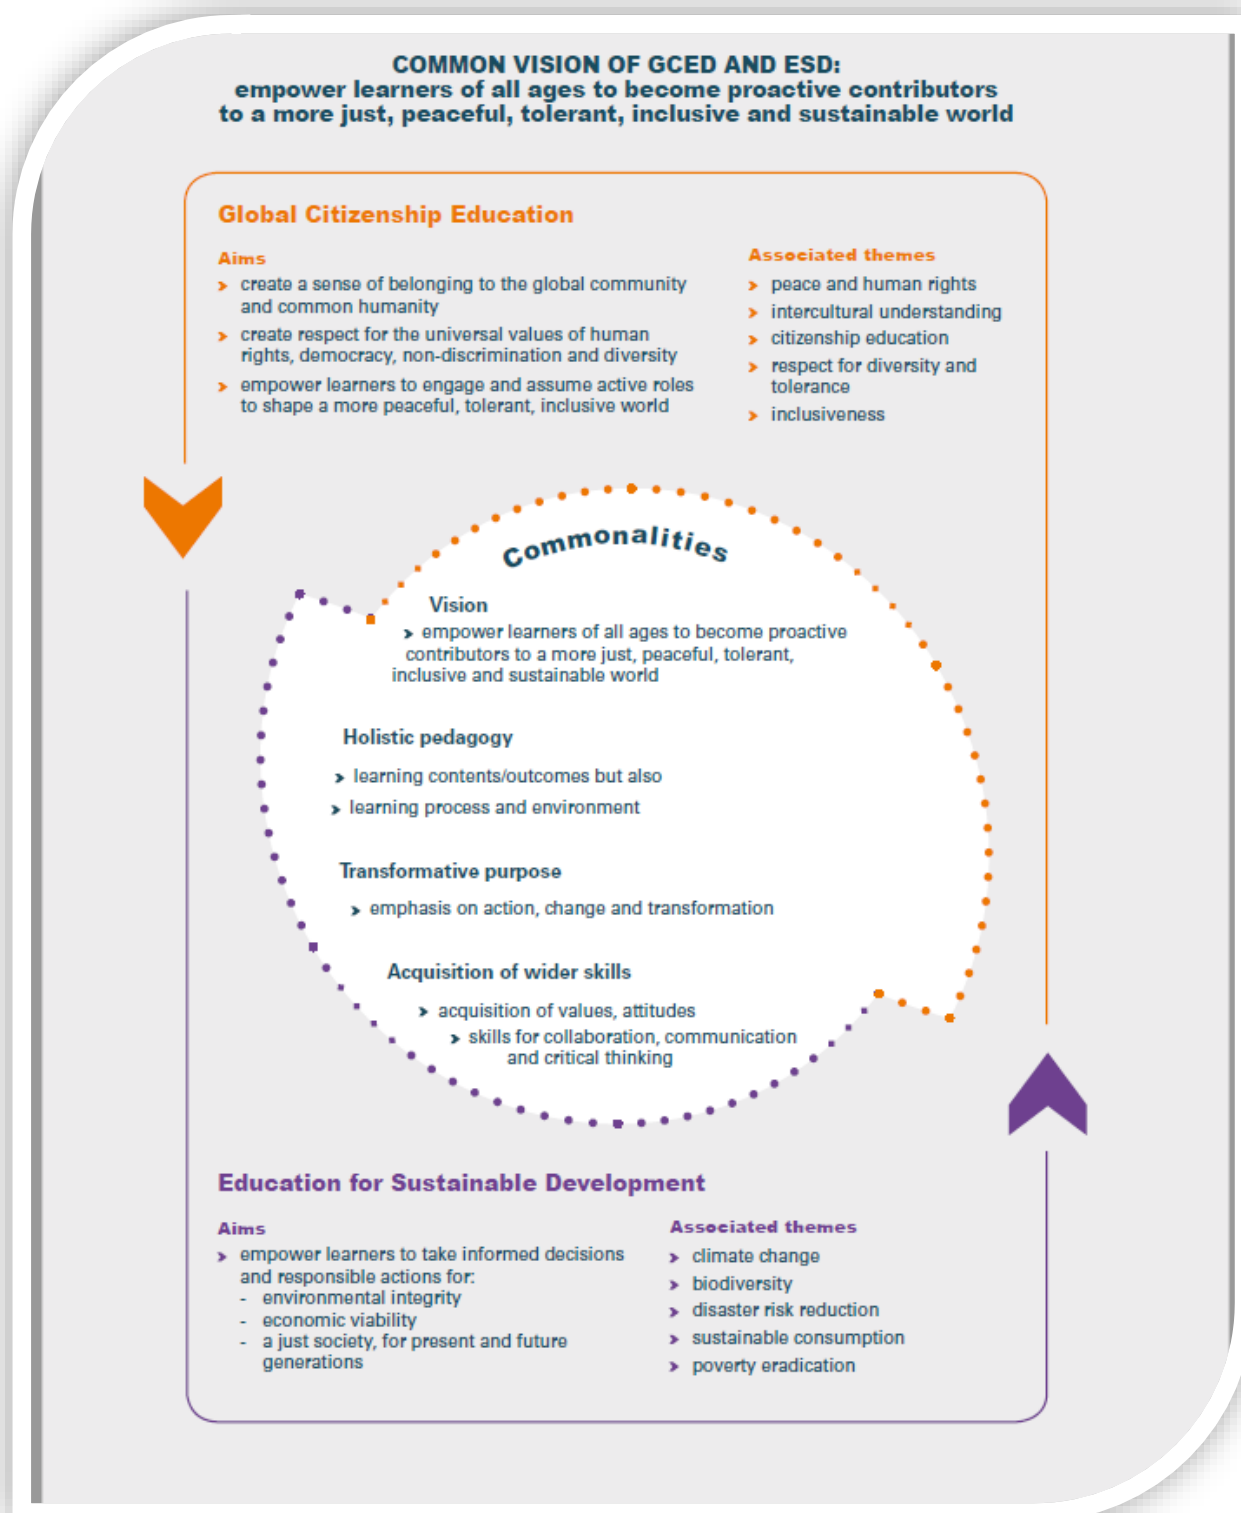 COMMON VISION OF GCED AND ESD:
empower learners of all ages to become proactive contributors
to a more just, peaceful, tolerant, inclusive and sustainable world
Global Citizenship Education
Aims
› create a sense of belonging to the global community
and common humanity
› create respect for the universal values of human
rights, democracy, non-discrimination and diversity
› empower learners to engage and assume active roles
to shape a more peaceful, tolerant, inclusive world
Associated themes
› peace and human rights
› intercultural understanding
› citizenship education
› respect for diversity and
tolerance
› inclusiveness
Commonalities
Vision
› empower learners of all ages to become proactive
contributors to a more just, peaceful, tolerant,
inclusive and sustainable world
Holistic pedagogy
› learning contents/outcomes but also
› learning process and environment
Transformative purpose
› emphasis on action, change and transformation
Acquisition of wider skills
› acquisition of values, attitudes
› skills for collaboration, communication
and critical thinking
Education for Sustainable Development
Aims
› empower learners to take informed decisions
and responsible actions for:
- environmental integrity
- economic viability
- a just society, for present and future
generations
Associated themes
› climate change
› biodiversity
› disaster risk reduction
› sustainable consumption
› poverty eradication